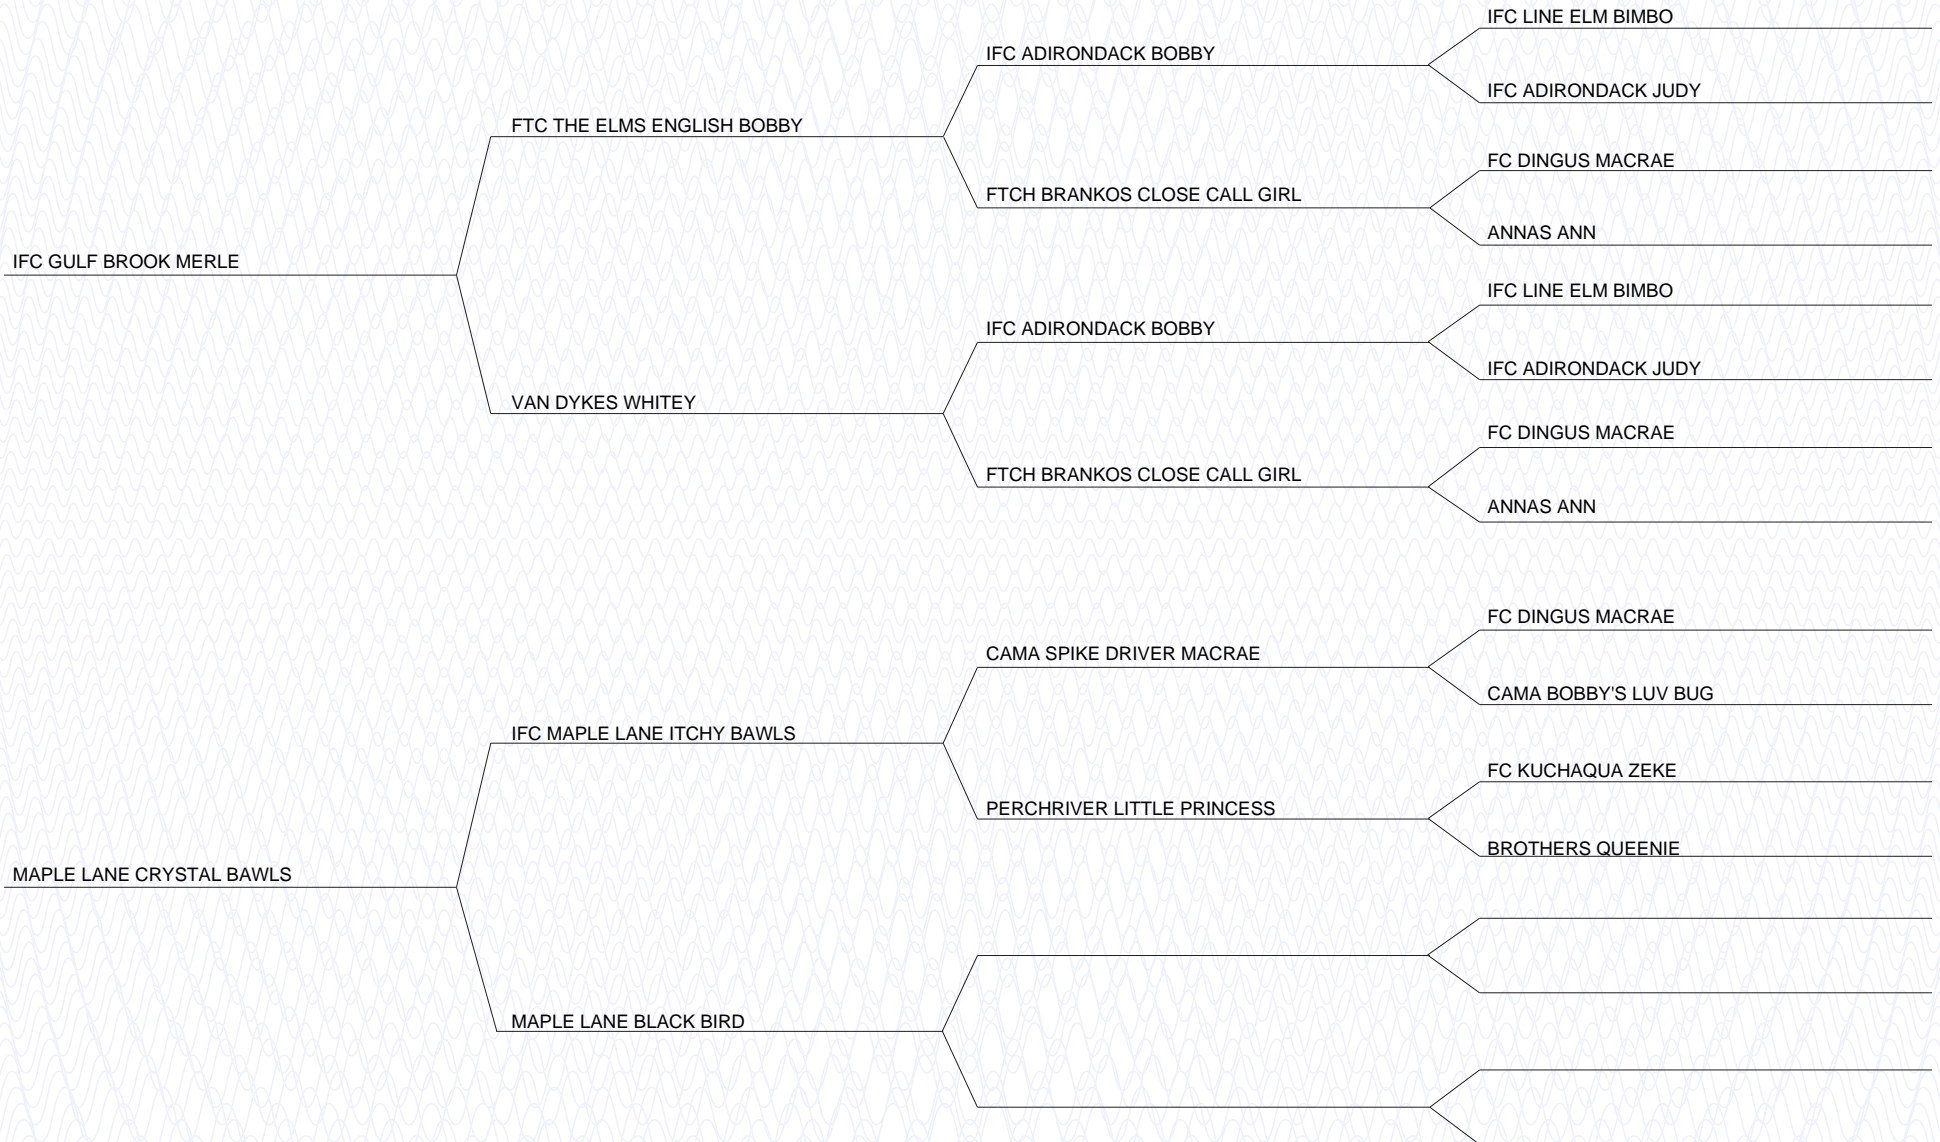 IFC LINE ELM BIMBO
IFC ADIRONDACK BOBBY
IFC ADIRONDACK JUDY
FTC THE ELMS ENGLISH BOBBY
FC DINGUS MACRAE
FTCH BRANKOS CLOSE CALL GIRL
ANNAS ANN
IFC GULF BROOK MERLE
IFC LINE ELM BIMBO
IFC ADIRONDACK BOBBY
IFC ADIRONDACK JUDY
VAN DYKES WHITEY
FC DINGUS MACRAE
FTCH BRANKOS CLOSE CALL GIRL
ANNAS ANN
FC DINGUS MACRAE
CAMA SPIKE DRIVER MACRAE
CAMA BOBBY'S LUV BUG
IFC MAPLE LANE ITCHY BAWLS
FC KUCHAQUA ZEKE
PERCHRIVER LITTLE PRINCESS
BROTHERS QUEENIE
MAPLE LANE CRYSTAL BAWLS
MAPLE LANE BLACK BIRD